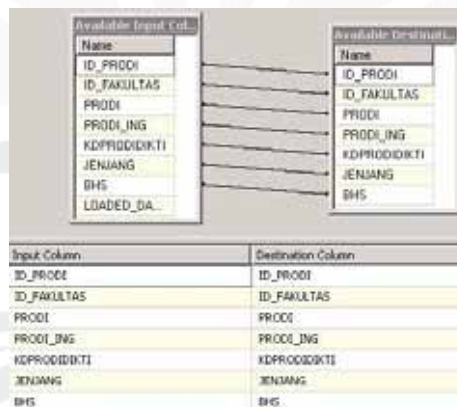 Available Input Col...
Name
ID_PRODI
ID_FAKULTAS
PRODI
PRODI_ING
KDPRODIDIKTI
JENJANG
BHS
LOADED_DA...
Available Destinati...
Name
ID_PRODI
ID_FAKULTAS
PRODI
PRODI_ING
KDPRODIDIKTI
JENJANG
BHS
Input Column Destination Column
ID_PRODI ID_PRODI
ID_FAKULTAS ID_FAKULTAS
PRODI PRODI
PRODI_ING PRODI_ING
KDPRODIDIKTI KDPRODIDIKTI
JENJANG JENJANG
BHS BHS